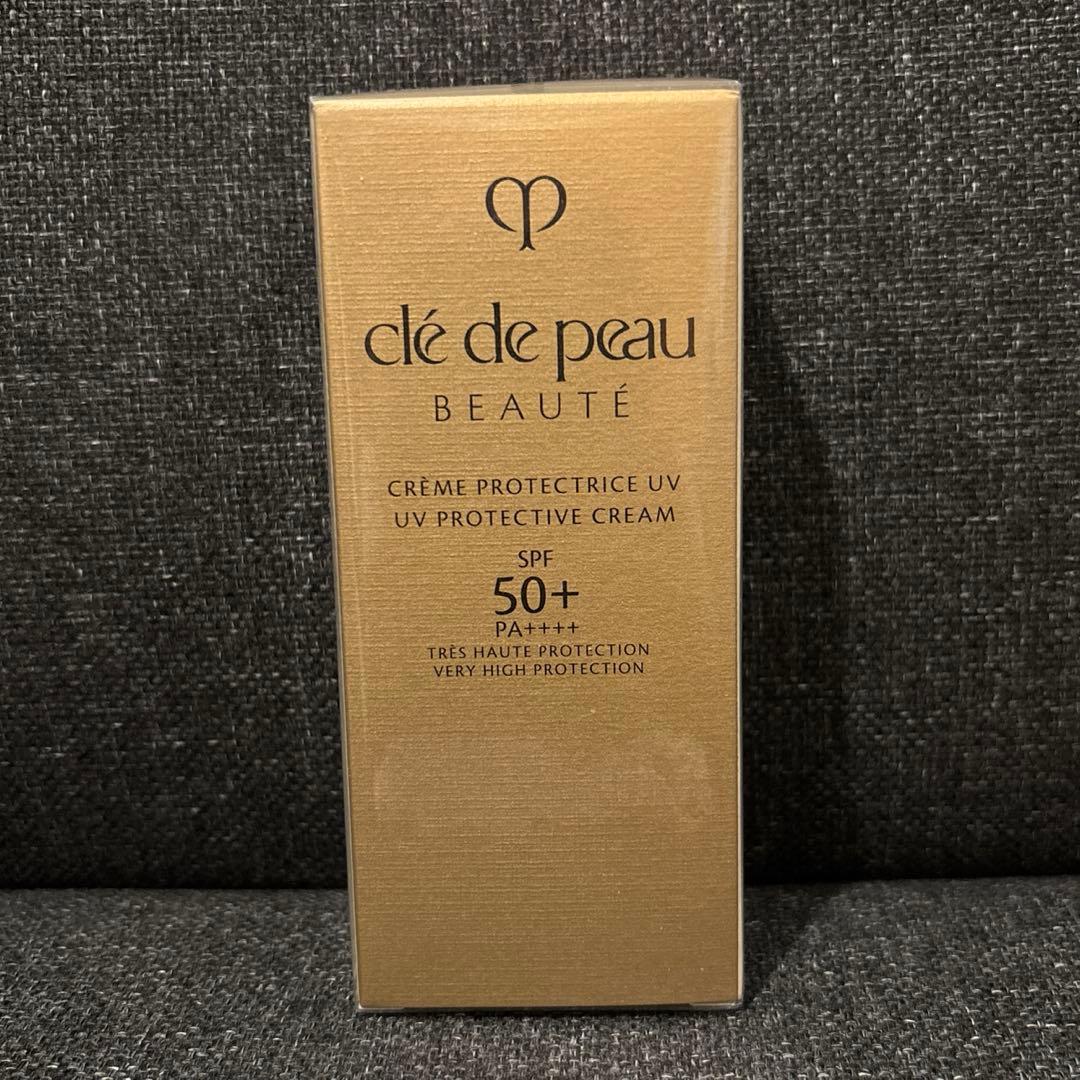 clé de peau
BEAUTÉ
CRÈME PROTECTRICE UV
UV PROTECTIVE CREAM
SPF
50+
PA++++
TRÈS HAUTE PROTECTION
VERY HIGH PROTECTION